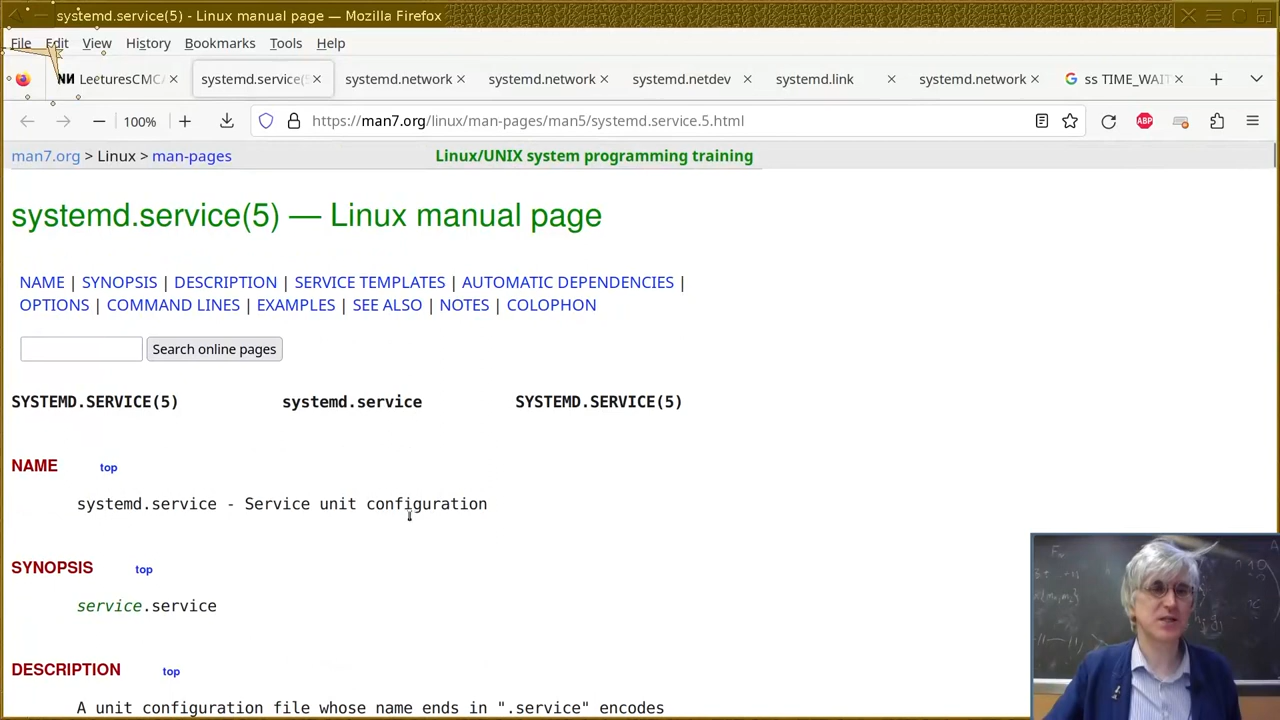 systemd.service(5) - Linux manual page — Mozilla Firefox
File Edit View History Bookmarks Tools Help
LecturesCMC/ systemd.service( systemd.network systemd.network systemd.netdev systemd.link systemd.network ss TIME_WAIT
100% https://man7.org/linux/man-pages/man5/systemd.service.5.html ABP
man7.org > Linux > man-pages Linux/UNIX system programming training
systemd.service(5) — Linux manual page
NAME | SYNOPSIS | DESCRIPTION | SERVICE TEMPLATES | AUTOMATIC DEPENDENCIES |
OPTIONS | COMMAND LINES | EXAMPLES | SEE ALSO | NOTES | COLOPHON
Search online pages
SYSTEMD.SERVICE(5) systemd.service SYSTEMD.SERVICE(5)
NAME top
systemd.service - Service unit configuration
SYNOPSIS top
service.service
DESCRIPTION top
A unit configuration file whose name ends in ".service" encodes